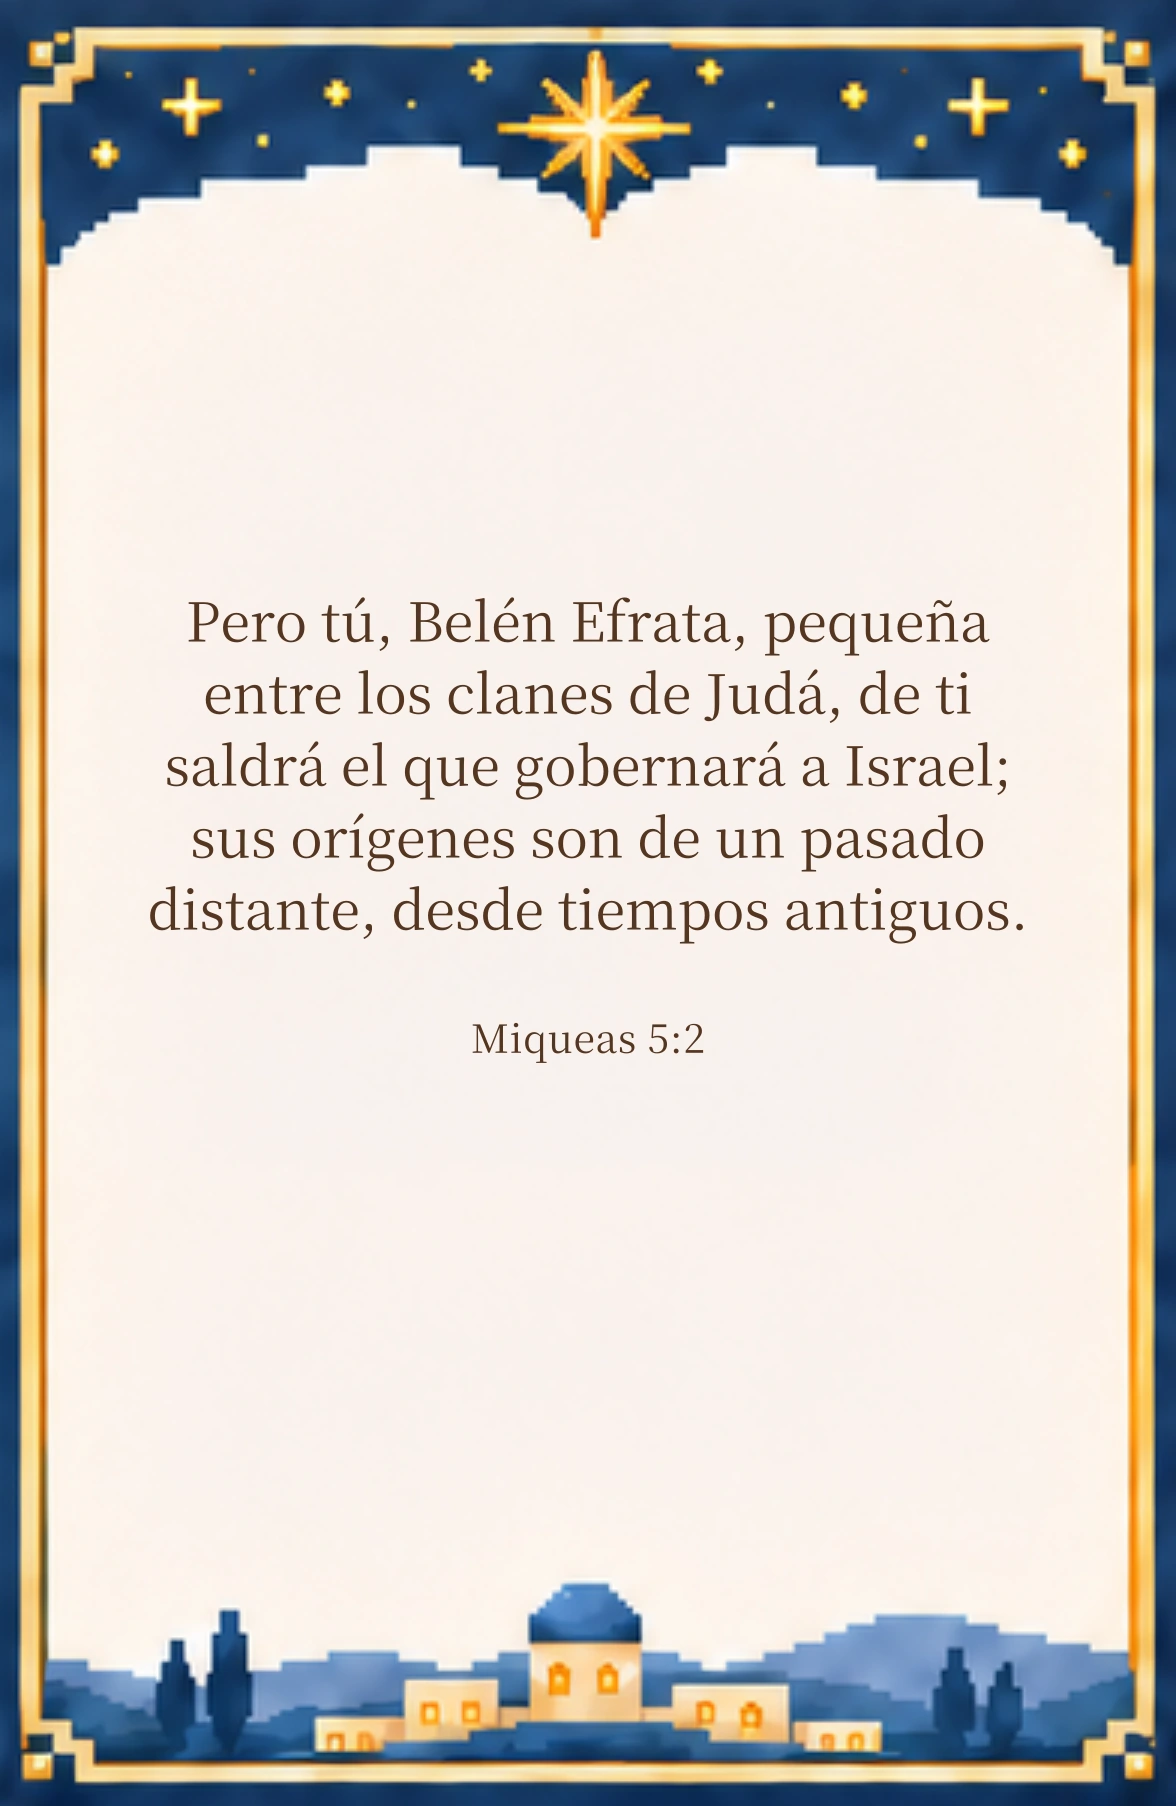 Pero tú, Belén Efrata, pequeña
entre los clanes de Judá, de ti
saldrá el que gobernará a Israel;
sus orígenes son de un pasado
distante, desde tiempos antiguos.
Miqueas 5:2